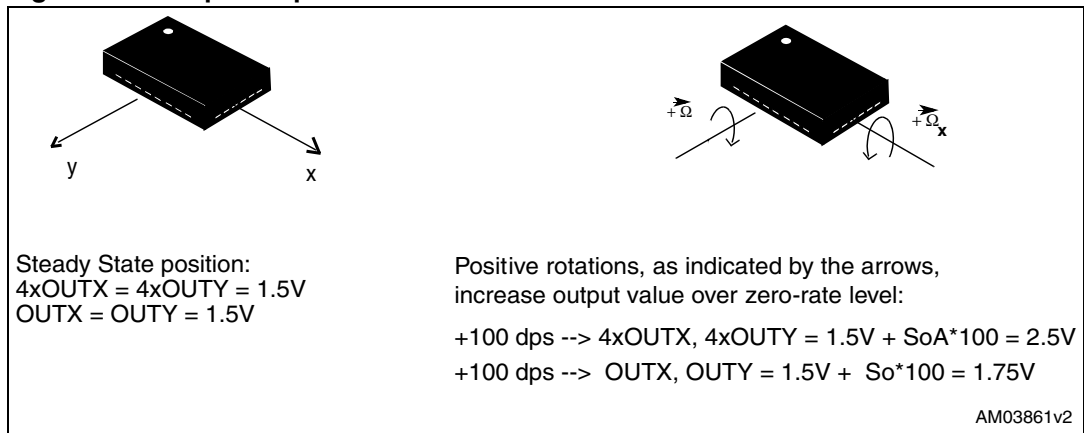 y
x
+ Ω
+ Ω x
Steady State position:
4xOUTX = 4xOUTY = 1.5V
OUTX = OUTY = 1.5V
Positive rotations, as indicated by the arrows,
increase output value over zero-rate level:
+100 dps --> 4xOUTX, 4xOUTY = 1.5V + SoA*100 = 2.5V
+100 dps --> OUTX, OUTY = 1.5V + So*100 = 1.75V
AM03861v2